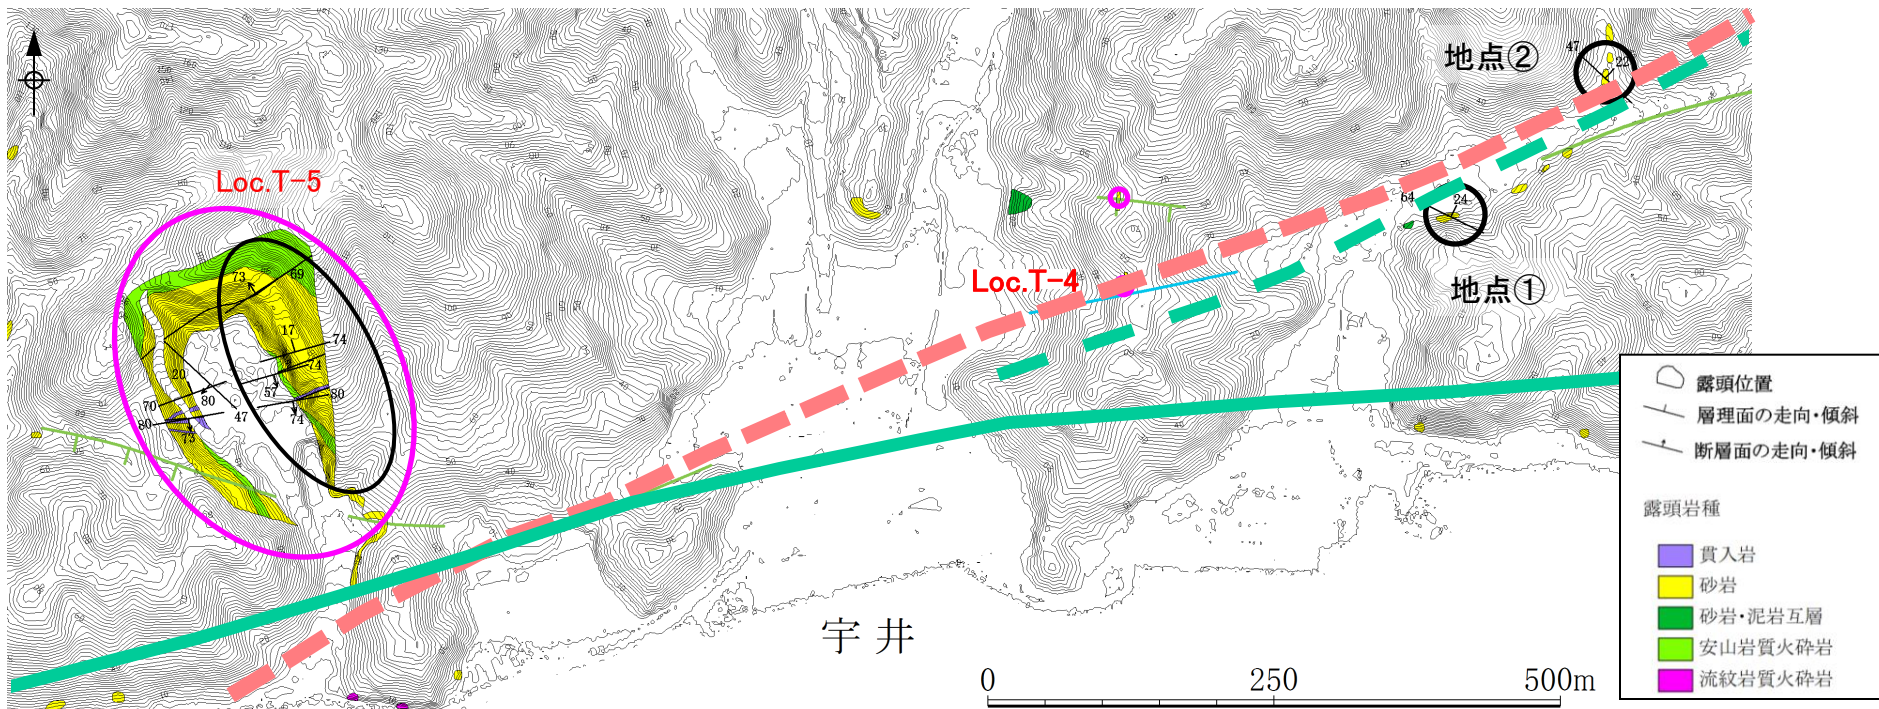 地点②
47
22
Loc.T-5
64
24
73
69
Loc.T-4
地点①
17
74
74
20
80
57
80
70
47
74
80
73
宇井
0
250
500m
露頭位置
層理面の走向・傾斜
断層面の走向・傾斜
露頭岩種
貫入岩
砂岩
砂岩・泥岩互層
安山岩質火砕岩
流紋岩質火砕岩